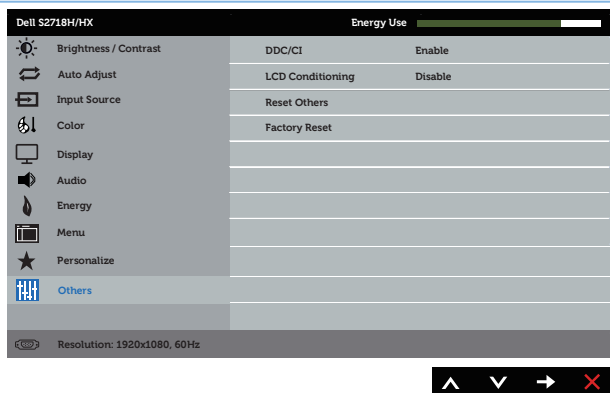 Dell S2718H/HX Energy Use
Brightness / Contrast DDC/CI Enable
Auto Adjust LCD Conditioning Disable
Input Source Reset Others
Color Factory Reset
Display
Audio
Energy
Menu
Personalize
Others
Resolution: 1920x1080, 60Hz